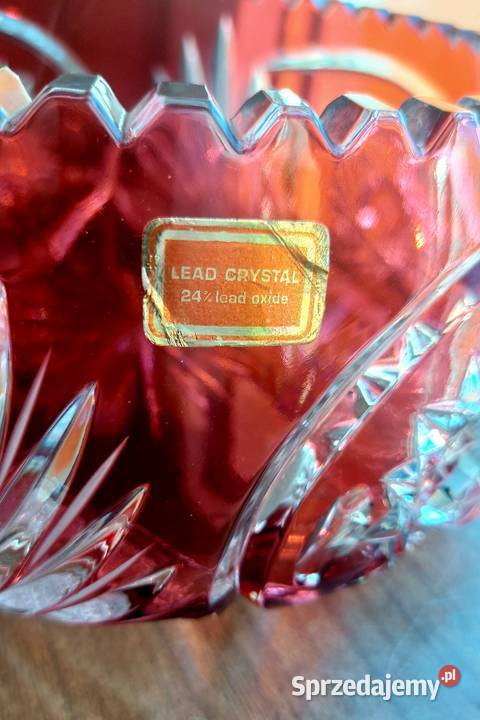 LEAD CRYSTAL
24% lead oxide
Sprzedajemy.pl